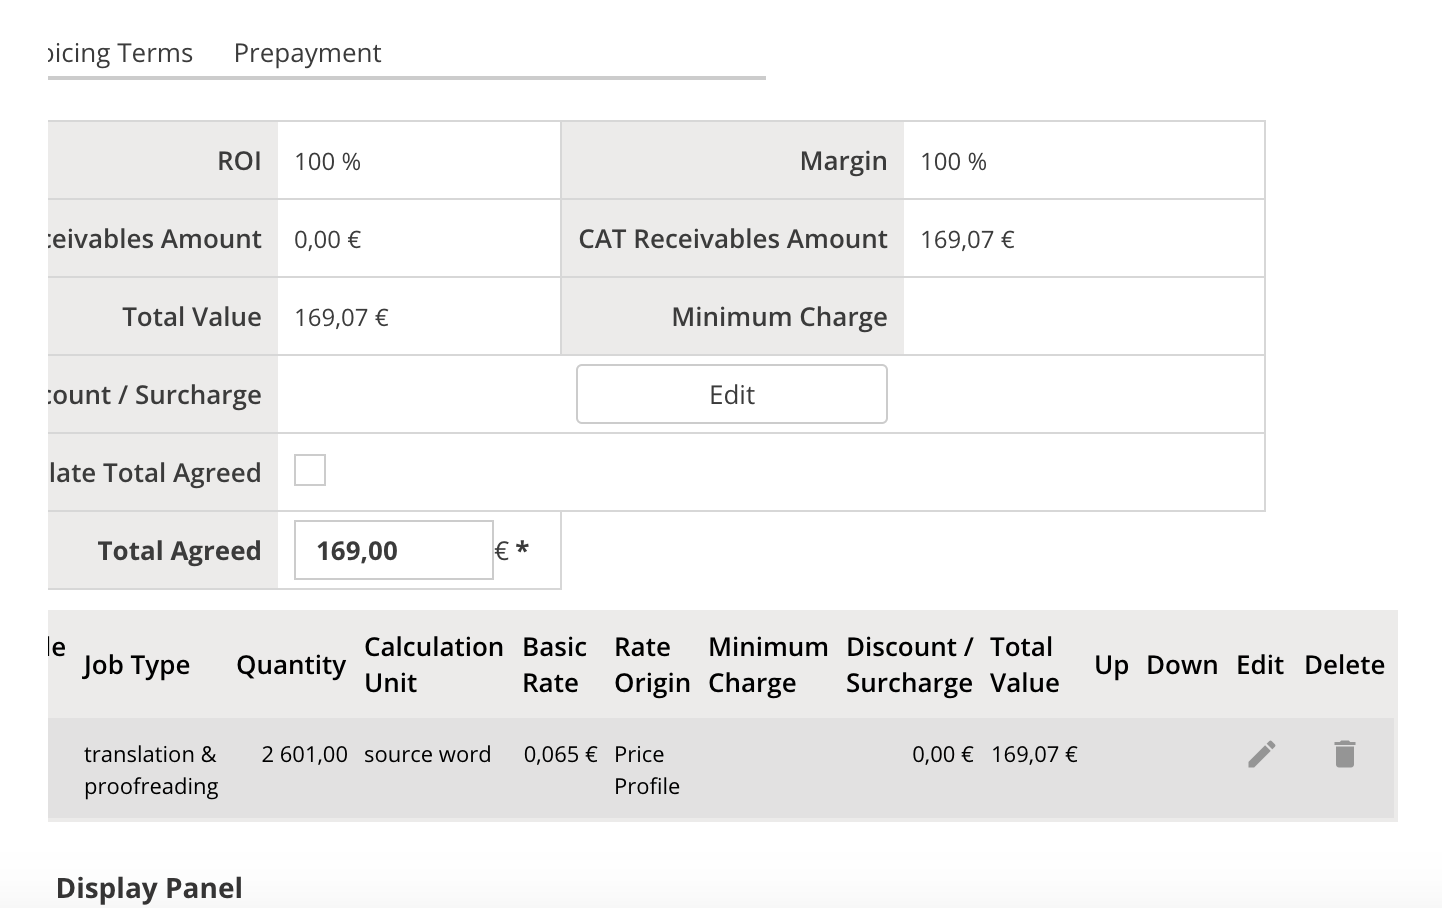 oicing Terms Prepayment
ROI 100 % Margin 100 %
ceivables Amount 0,00 € CAT Receivables Amount 169,07 €
Total Value 169,07 € Minimum Charge
count / Surcharge Edit
late Total Agreed
Total Agreed 169,00 € *
le Job Type Quantity Calculation Unit Basic Rate Rate Origin Minimum Charge Discount / Surcharge Total Value Up Down Edit Delete
translation & proofreading 2 601,00 source word 0,065 € Price Profile 0,00 € 169,07 €
Display Panel